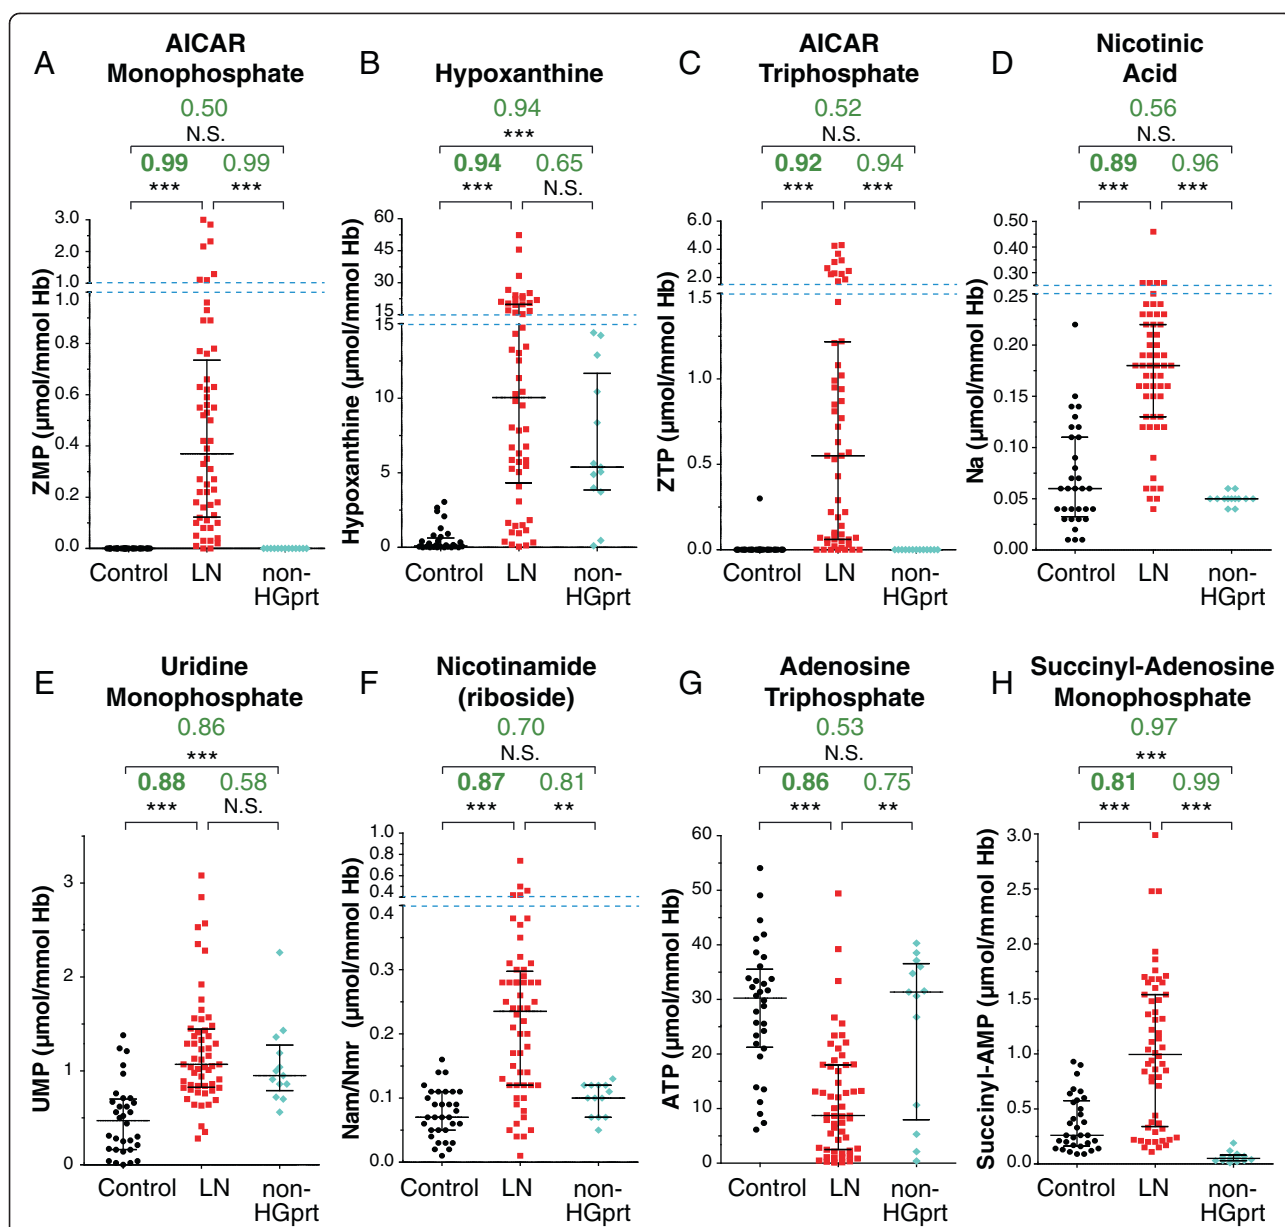 A
AICAR
Monophosphate
0.50
N.S.
0.99 0.99
*** ***
ZMP (µmol/mmol Hb)
3.0
2.0
1.0
1.0
0.8
0.6
0.4
0.2
0.0
Control LN non-
HGprt
B
Hypoxanthine
0.94
***
0.94 0.65
*** N.S.
Hypoxanthine (µmol/mmol Hb)
60
45
30
15
15
10
5
0
Control LN non-
HGprt
C
AICAR
Triphosphate
0.52
N.S.
0.92 0.94
*** ***
ZTP (µmol/mmol Hb)
6.0
4.0
2.0
1.5
1.0
0.5
0.0
Control LN non-
HGprt
D
Nicotinic
Acid
0.56
N.S.
0.89 0.96
*** ***
Na (µmol/mmol Hb)
0.50
0.40
0.30
0.25
0.20
0.15
0.10
0.05
0.00
Control LN non-
HGprt
E
Uridine
Monophosphate
0.86
***
0.88 0.58
*** N.S.
UMP (µmol/mmol Hb)
3
2
1
0
Control LN non-
HGprt
F
Nicotinamide
(riboside)
0.70
N.S.
0.87 0.81
*** **
Nam/Nmr (µmol/mmol Hb)
1.0
0.8
0.6
0.4
0.4
0.3
0.2
0.1
0.0
Control LN non-
HGprt
G
Adenosine
Triphosphate
0.53
N.S.
0.86 0.75
*** **
ATP (µmol/mmol Hb)
60
50
40
30
20
10
0
Control LN non-
HGprt
H
Succinyl-Adenosine
Monophosphate
0.97
***
0.81 0.99
*** ***
Succinyl-AMP (µmol/mmol Hb)
3.0
2.0
1.5
1.0
0.5
0.0
Control LN non-
HGprt